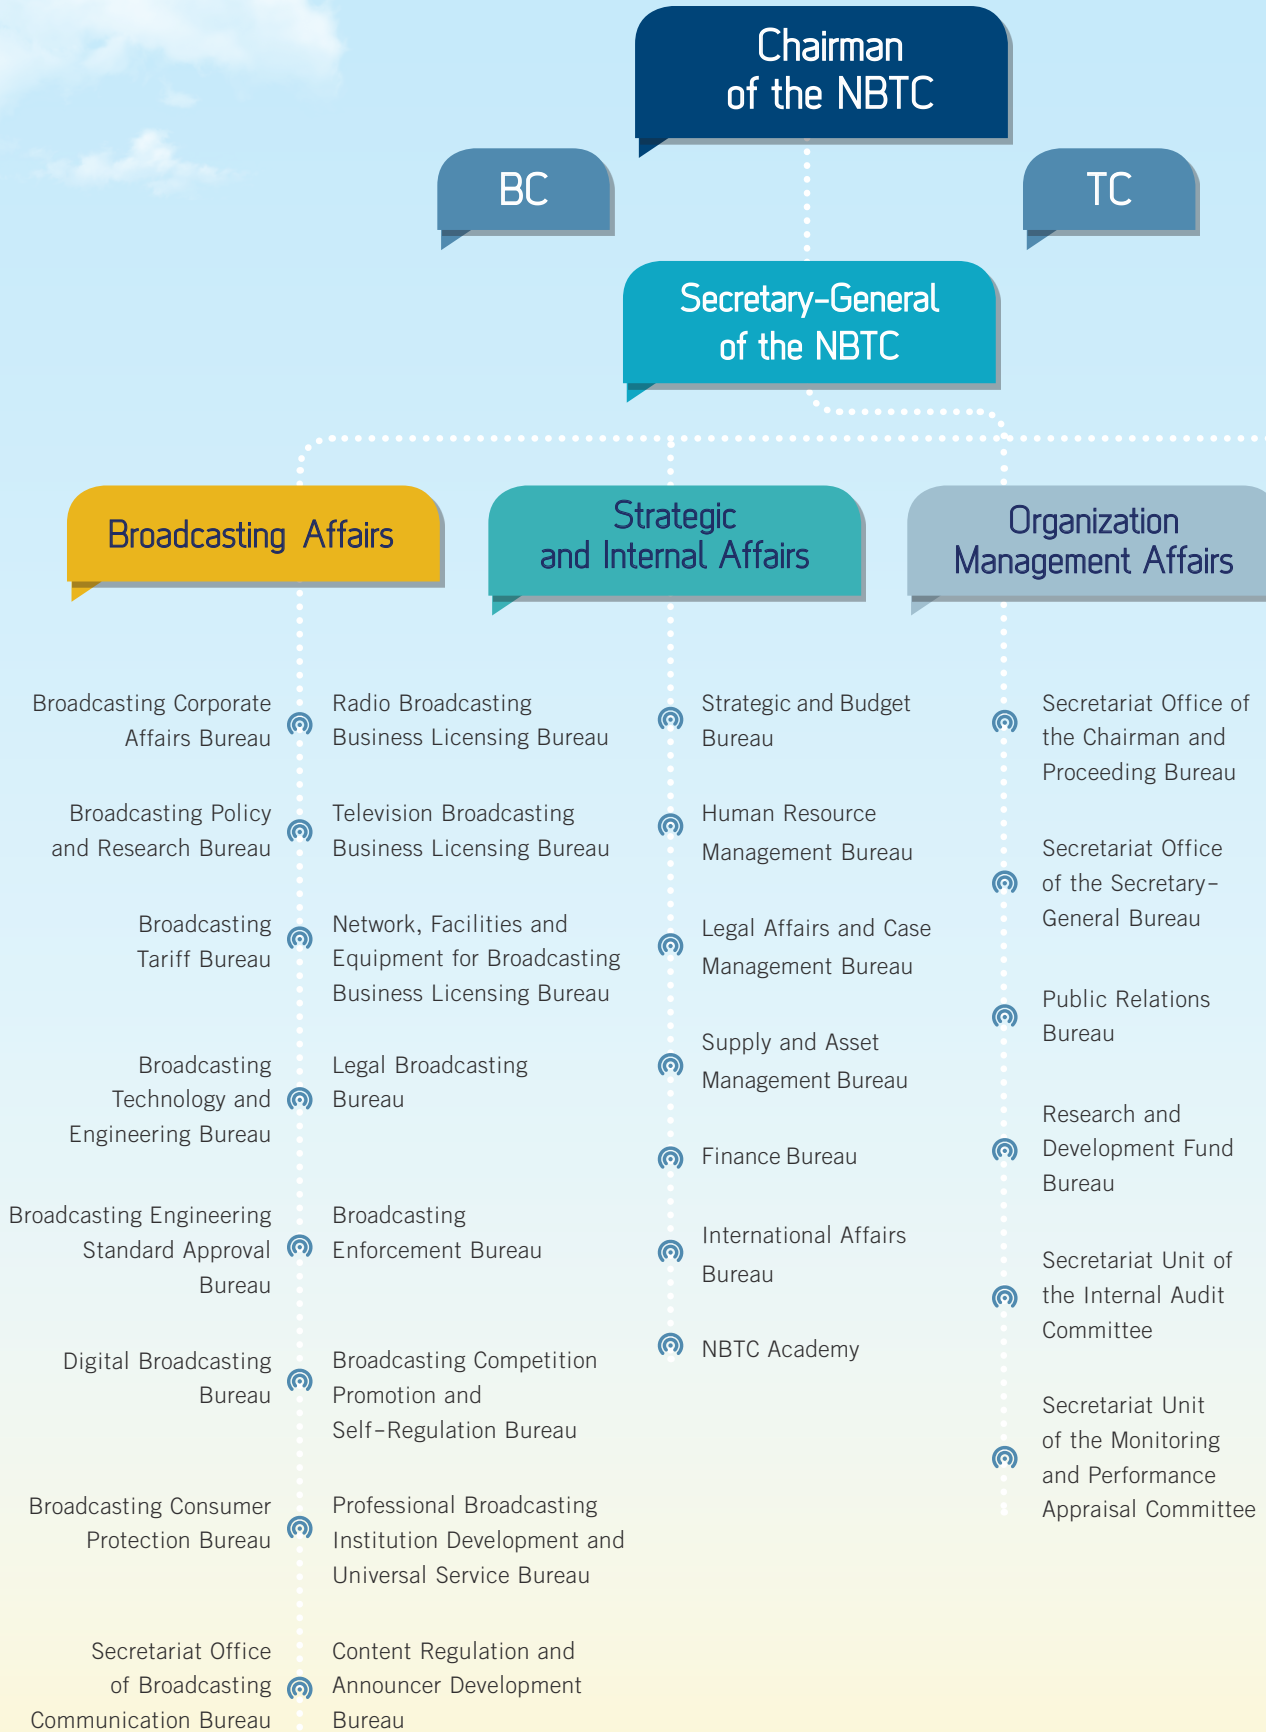 Chairman
of the NBTC
BC
TC
Secretary-General
of the NBTC
Broadcasting Affairs
Strategic
and Internal Affairs
Organization
Management Affairs
Broadcasting Corporate
Affairs Bureau
Broadcasting Policy
and Research Bureau
Broadcasting
Tariff Bureau
Broadcasting
Technology and
Engineering Bureau
Broadcasting Engineering
Standard Approval
Bureau
Digital Broadcasting
Bureau
Broadcasting Consumer
Protection Bureau
Secretariat Office
of Broadcasting
Communication Bureau
Radio Broadcasting
Business Licensing Bureau
Television Broadcasting
Business Licensing Bureau
Network, Facilities and
Equipment for Broadcasting
Business Licensing Bureau
Legal Broadcasting
Bureau
Broadcasting
Enforcement Bureau
Broadcasting Competition
Promotion and
Self-Regulation Bureau
Professional Broadcasting
Institution Development and
Universal Service Bureau
Content Regulation and
Announcer Development
Bureau
Strategic and Budget
Bureau
Human Resource
Management Bureau
Legal Affairs and Case
Management Bureau
Supply and Asset
Management Bureau
Finance Bureau
International Affairs
Bureau
NBTC Academy
Secretariat Office of
the Chairman and
Proceeding Bureau
Secretariat Office
of the Secretary-
General Bureau
Public Relations
Bureau
Research and
Development Fund
Bureau
Secretariat Unit of
the Internal Audit
Committee
Secretariat Unit
of the Monitoring
and Performance
Appraisal Committee